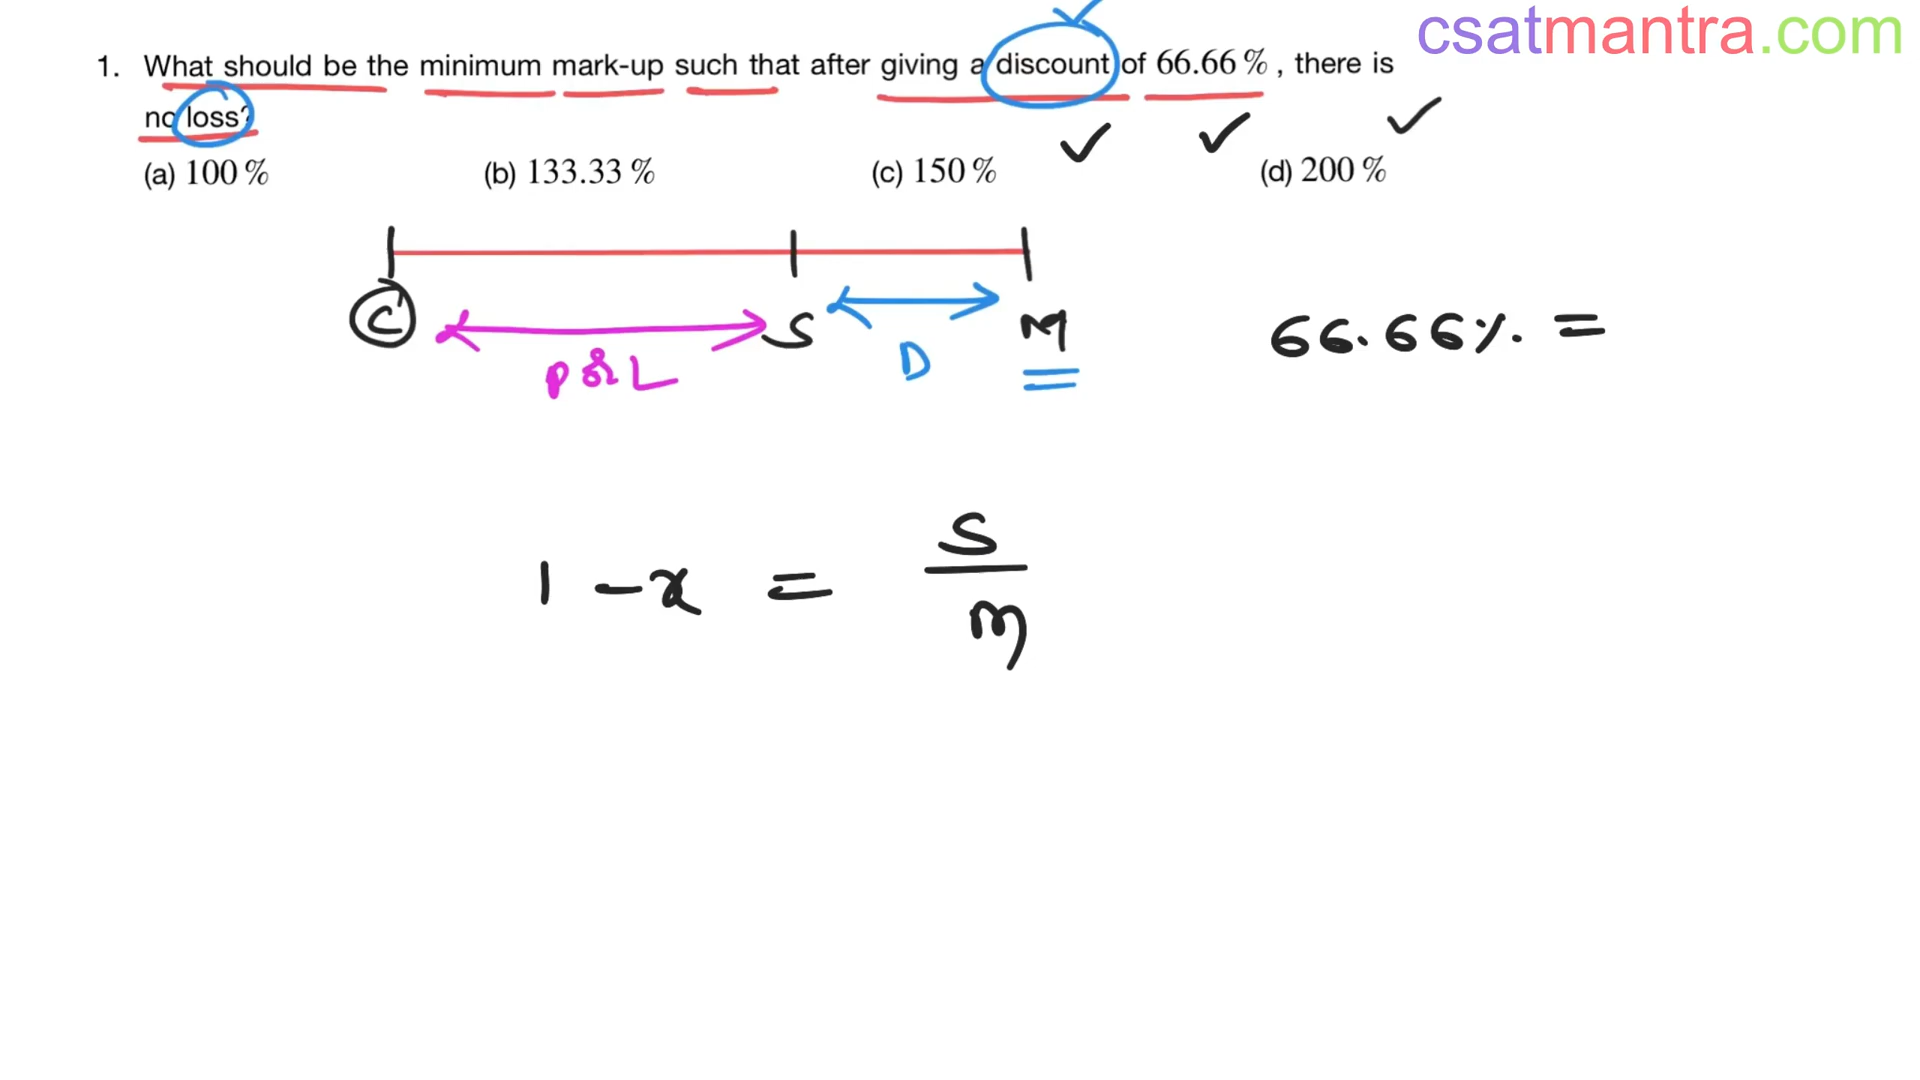 csatmantra.com
1. What should be the minimum mark-up such that after giving a discount of 66.66 % , there is
no loss?
(a) 100 % (b) 133.33 % (c) 150 % (d) 200 %
C S M
P & L D
66.66%. =
1 - x = S / m